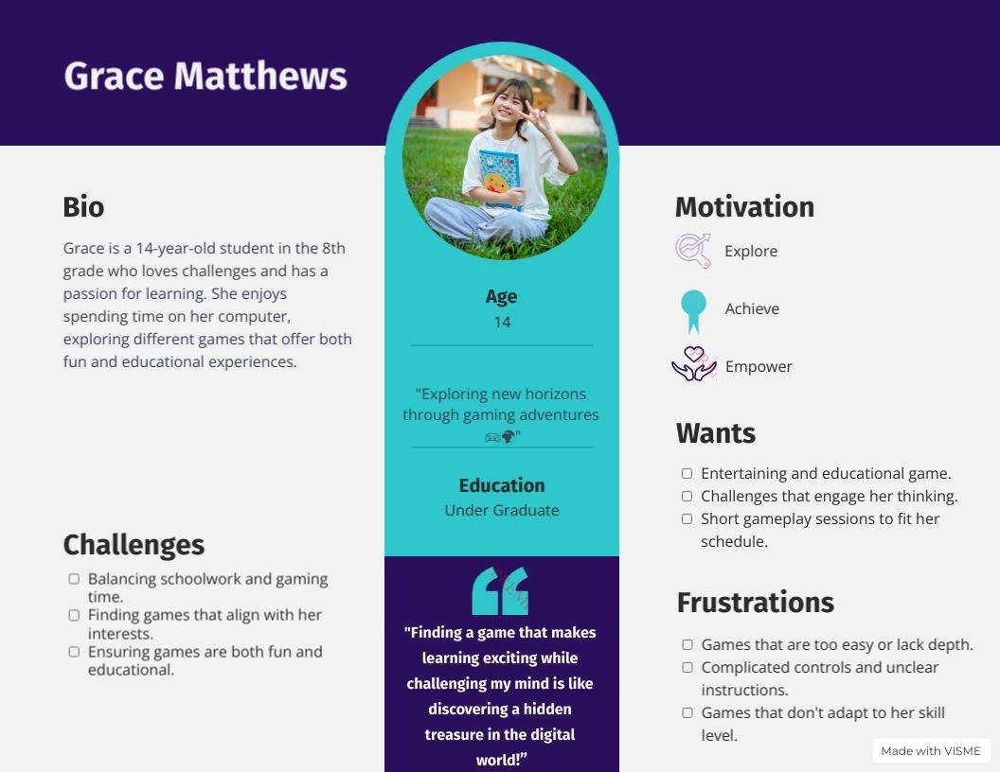 Grace Matthews
Bio
Grace is a 14-year-old student in the 8th
grade who loves challenges and has a
passion for learning. She enjoys
spending time on her computer,
exploring different games that offer both
fun and educational experiences.
Challenges
Balancing schoolwork and gaming
time.
Finding games that align with her
interests.
Ensuring games are both fun and
educational.
Age
14
"Exploring new horizons
through gaming adventures
🎮🌍"
Education
Under Graduate
"Finding a game that makes
learning exciting while
challenging my mind is like
discovering a hidden
treasure in the digital
world!”
Motivation
Explore
Achieve
Empower
Wants
Entertaining and educational game.
Challenges that engage her thinking.
Short gameplay sessions to fit her
schedule.
Frustrations
Games that are too easy or lack depth.
Complicated controls and unclear
instructions.
Games that don't adapt to her skill
level.
Made with VISME